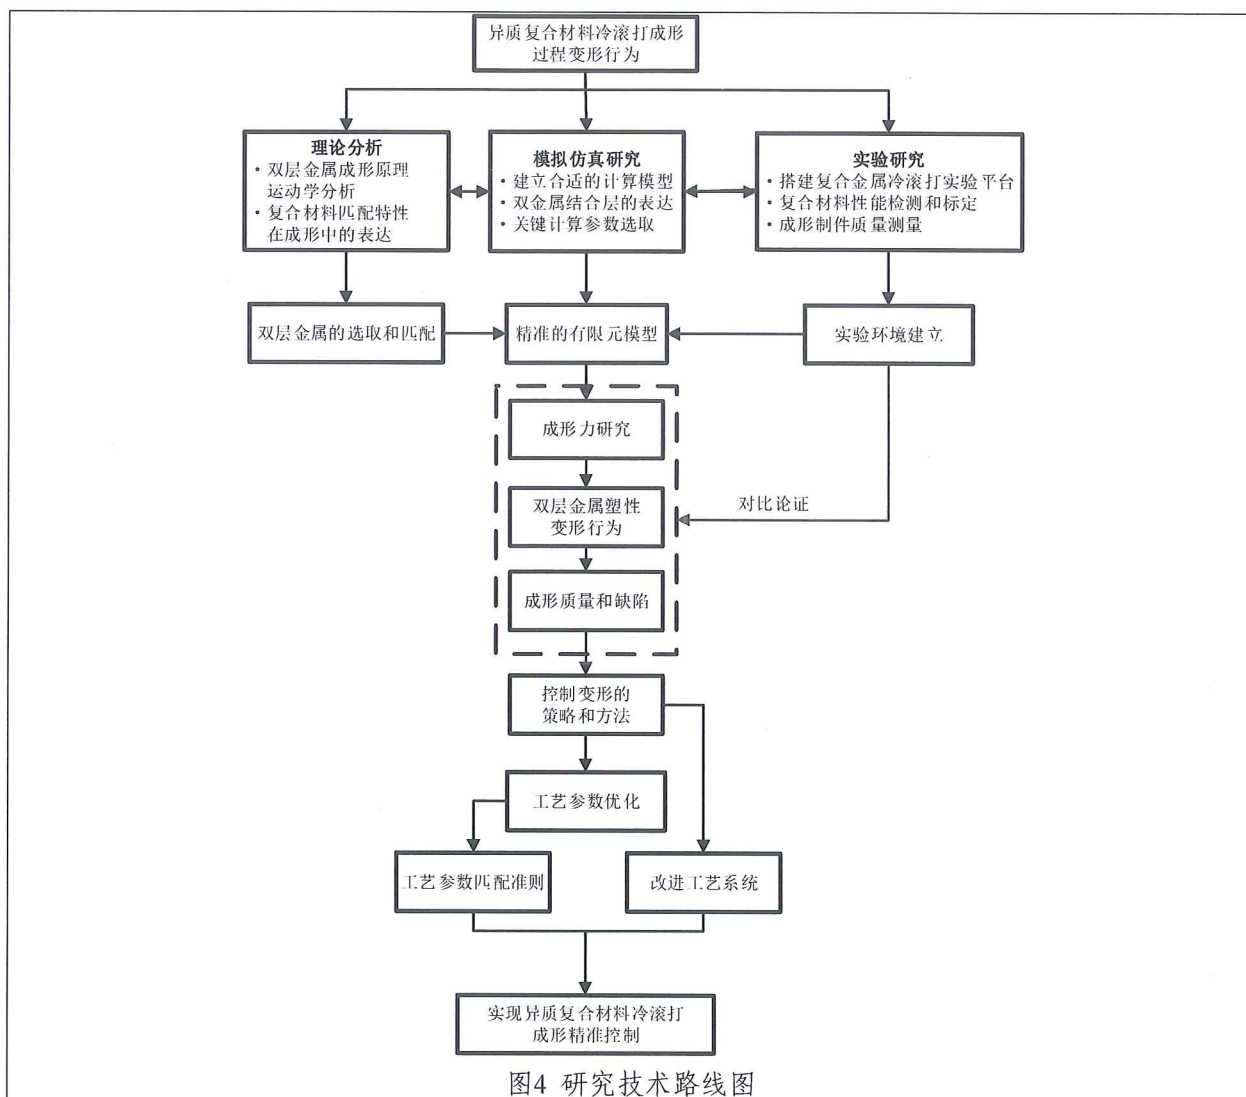 异质复合材料冷滚打成形
过程变形行为
理论分析
• 双层金属成形原理
运动学分析
• 复合材料匹配特性
在成形中的表达
模拟仿真研究
• 建立合适的计算模型
• 双金属结合层的表达
• 关键计算参数选取
实验研究
• 搭建复合金属冷滚打实验平台
• 复合材料性能检测和标定
• 成形制件质量测量
双层金属的选取和匹配
精准的有限元模型
实验环境建立
成形力研究
双层金属塑性
变形行为
对比论证
成形质量和缺陷
控制变形的
策略和方法
工艺参数优化
工艺参数匹配准则
改进工艺系统
实现异质复合材料冷滚打
成形精准控制
图4 研究技术路线图